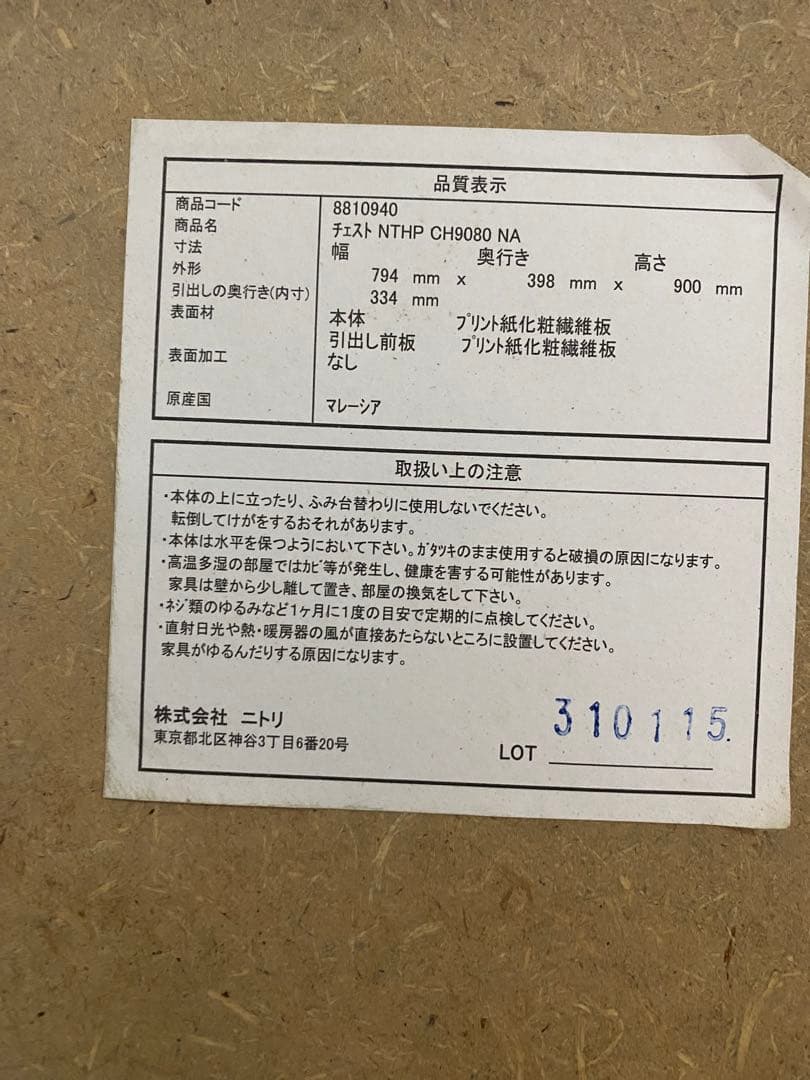 品質表示
商品コード 8810940
商品名 チェスト NTHP CH9080 NA
寸法 幅 奥行き 高さ
外形 794 mm x 398 mm x 900 mm
引出しの奥行き(内寸) 334 mm
表面材 本体 プリント紙化粧繊維板
引出し前板 プリント紙化粧繊維板
表面加工 なし
原産国 マレーシア
取扱い上の注意
・本体の上に立ったり、ふみ台替わりに使用しないでください。
転倒してけがをするおそれがあります。
・本体は水平を保つようにおいて下さい。ガタツキのまま使用すると破損の原因になります。
・高温多湿の部屋ではカビ等が発生し、健康を害する可能性があります。
家具は壁から少し離して置き、部屋の換気をして下さい。
・ネジ類のゆるみなど1ヶ月に1度の目安で定期的に点検してください。
・直射日光や熱・暖房器の風が直接あたらないところに設置してください。
家具がゆるんだりする原因になります。
株式会社 ニトリ
東京都北区神谷3丁目6番20号
LOT 310115.